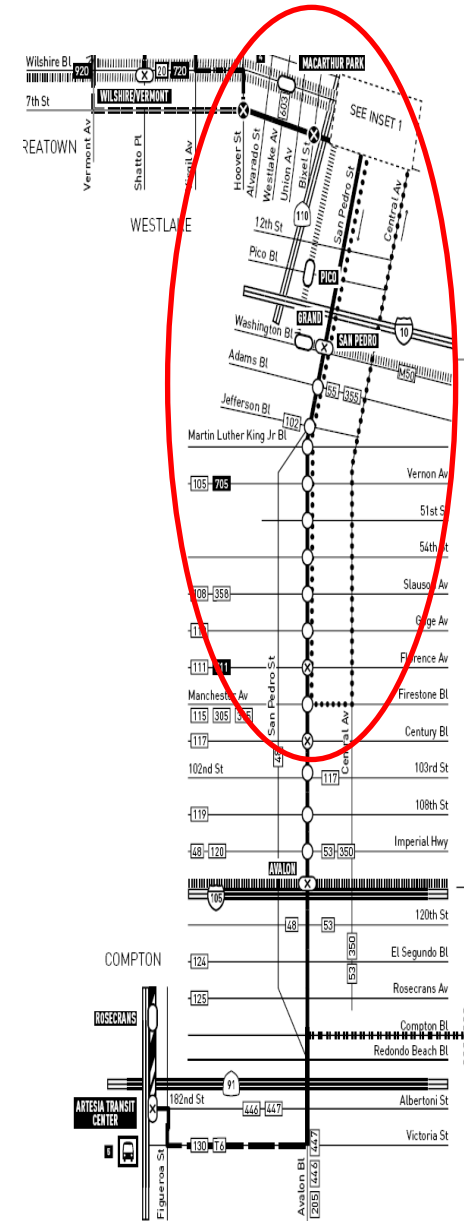 MACARTHUR PARK
Wilshire Bl
920
20
720
WILSHIRE/VERMONT
7th St
603
SEE INSET 1
Vermont Av
Shatto Pl
Virgil Av
Hoover St
Alvarado St
Westlake Av
Union Av
Bixel St
WESTLAKE
110
San Pedro St
Central Av
12th St
Pico Bl
PICO
GRAND
10
Washington Bl
SAN PEDRO
M50
Adams Bl
55
355
Jefferson Bl
102
Martin Luther King Jr Bl
Vernon Av
105
705
51st St
54th St
Slauson Av
108
358
Gage Av
Florence Av
111
San Pedro St
Manchester Av
Firestone Bl
115
305
Central Av
117
Century Bl
48
102nd St
103rd St
117
108th St
119
Imperial Hwy
48
120
53
350
AVALON
105
120th St
48
53
COMPTON
El Segundo Bl
124
53
350
Rosecrans Av
125
ROSECRANS
Compton Bl
Redondo Beach Bl
91
182nd St
Albertoni St
446
447
ARTESIA TRANSIT
CENTER
Victoria St
130
T6
Figueroa St
Avalon Bl
205
446
447